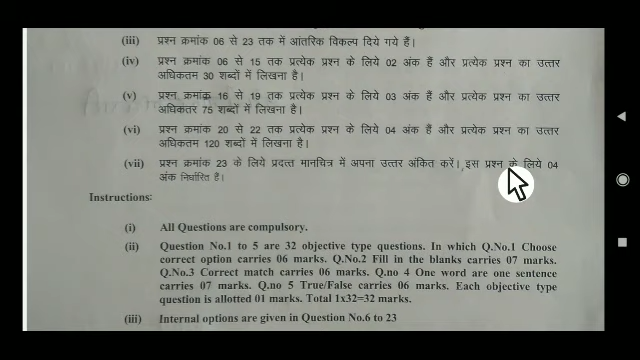 (iii) प्रश्न क्रमांक 06 से 23 तक में आंतरिक विकल्प दिये गये हैं।
(iv) प्रश्न क्रमांक 06 से 15 तक प्रत्येक प्रश्न के लिये 02 अंक हैं और प्रत्येक प्रश्न का उत्तर
अधिकतम 30 शब्दों में लिखना है।
(v) प्रश्न क्रमांक 16 से 19 तक प्रत्येक प्रश्न के लिये 03 अंक हैं और प्रत्येक प्रश्न का उत्तर
अधिकंतर 75 शब्दों में लिखना है।
(vi) प्रश्न क्रमांक 20 से 22 तक प्रत्येक प्रश्न के लिये 04 अंक हैं और प्रत्येक प्रश्न का उत्तर
अधिकतम 120 शब्दों में लिखना है।
(vii) प्रश्न क्रमांक 23 के लिये प्रदत्त मानचित्र में अपना उत्तर अंकित करें। इस प्रश्न के लिये 04
अंक निर्धारित हैं।
Instructions:
(i) All Questions are compulsory.
(ii) Question No.1 to 5 are 32 objective type questions. In which Q.No.1 Choose
correct option carries 06 marks. Q.No.2 Fill in the blanks carries 07 marks.
Q.No.3 Correct match carries 06 marks. Q.no 4 One word are one sentence
carries 07 marks. Q.no 5 True/False carries 06 marks. Each objective type
question is allotted 01 marks. Total 1x32=32 marks.
(iii) Internal options are given in Question No.6 to 23